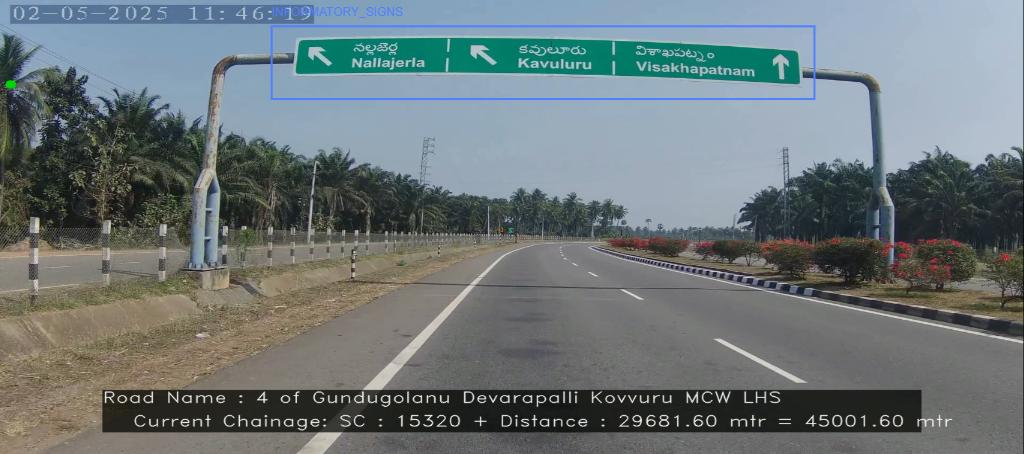 02-05-2025 11:46:19
INFORMATORY_SIGNS
నల్లజెర్ల
Nallajerla
కవులూరు
Kavuluru
విశాఖపట్నం
Visakhapatnam
Road Name : 4 of Gundugolanu Devarapalli Kovvuru MCW LHS
Current Chainage: SC : 15320 + Distance : 29681.60 mtr = 45001.60 mtr